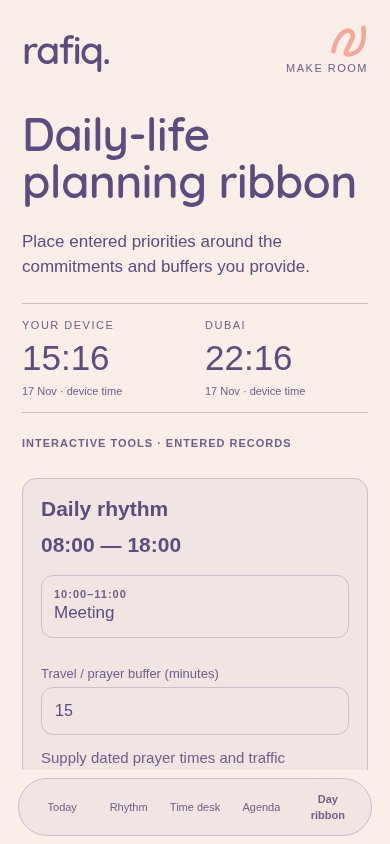 rafiq.
MAKE ROOM
Daily-life
planning ribbon
Place entered priorities around the
commitments and buffers you provide.
YOUR DEVICE
15:16
17 Nov · device time
DUBAI
22:16
17 Nov · device time
INTERACTIVE TOOLS · ENTERED RECORDS
Daily rhythm
08:00 — 18:00
10:00–11:00
Meeting
Travel / prayer buffer (minutes)
15
Supply dated prayer times and traffic
Today
Rhythm
Time desk
Agenda
Day
ribbon